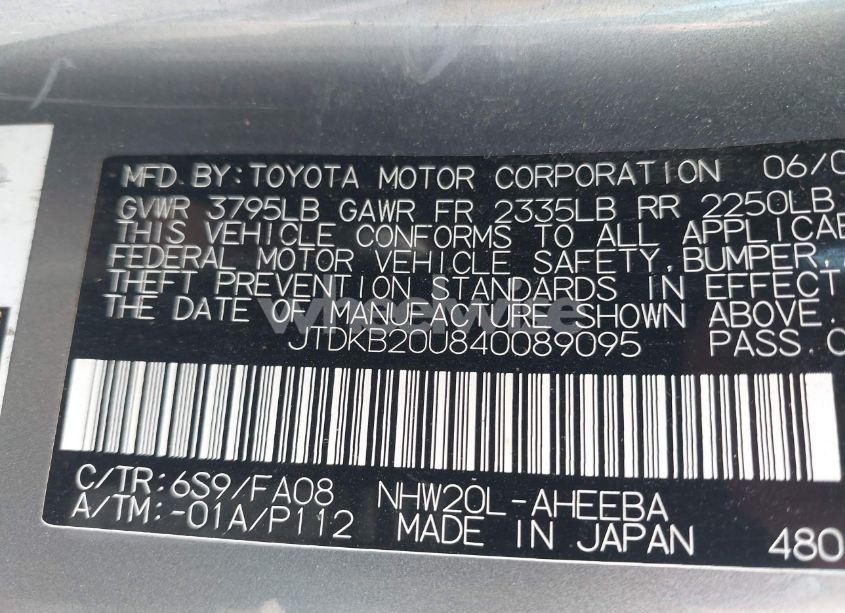 MFD.BY:TOYOTA MOTOR CORPORATION 06/0
GVWR 3795LB GAWR FR 2335LB RR 2250LB
THIS VEHICLE CONFORMS TO ALL APPLICAB
FEDERAL MOTOR VEHICLE SAFETY, BUMPER,
THEFT PREVENTION STANDARDS IN EFFECT
THE DATE OF MANUFACTURE SHOWN ABOVE.
wheelwire
JTDKB20U840089095 PASS.C
C/TR:6S9/FA08 NHW20L-AHEEBA
A/TM:-01A/P112 MADE IN JAPAN 480